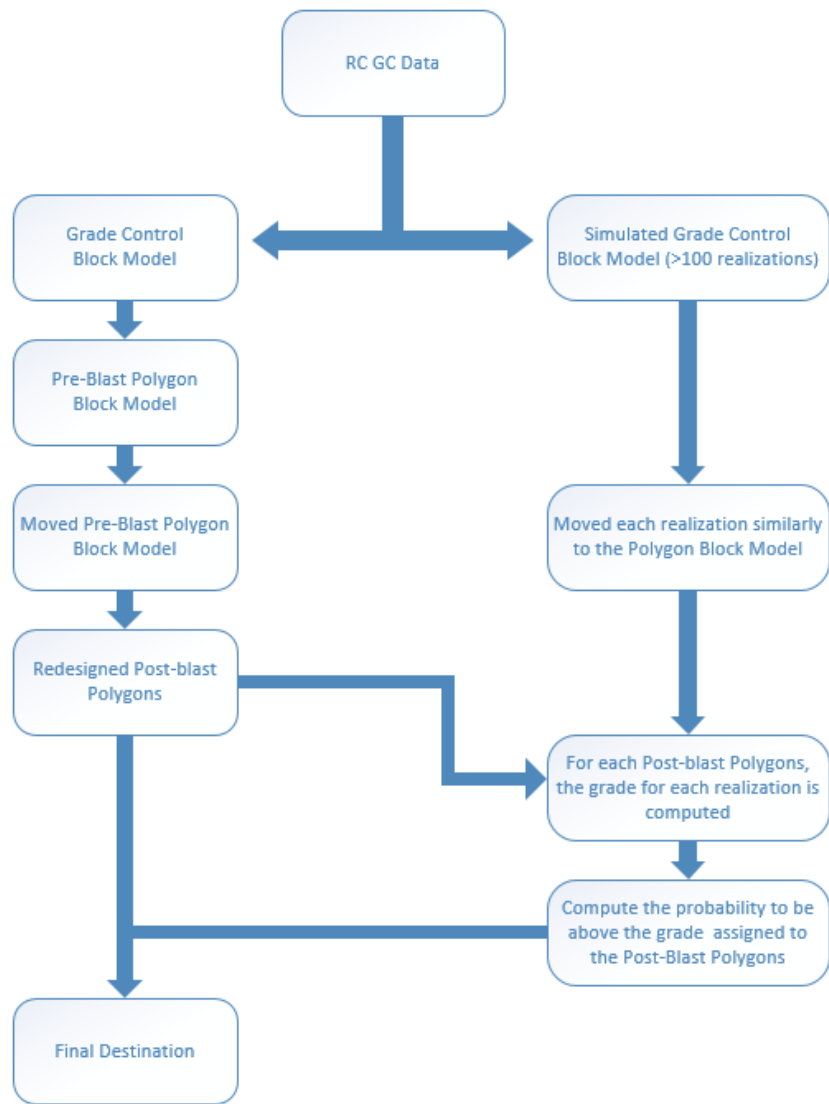 RC GC Data
Grade Control
Block Model
Simulated Grade Control
Block Model (>100 realizations)
Pre-Blast Polygon
Block Model
Moved Pre-Blast Polygon
Block Model
Moved each realization similarly
to the Polygon Block Model
Redesigned Post-blast
Polygons
For each Post-blast Polygons,
the grade for each realization is
computed
Compute the probability to be
above the grade assigned to
the Post-Blast Polygons
Final Destination